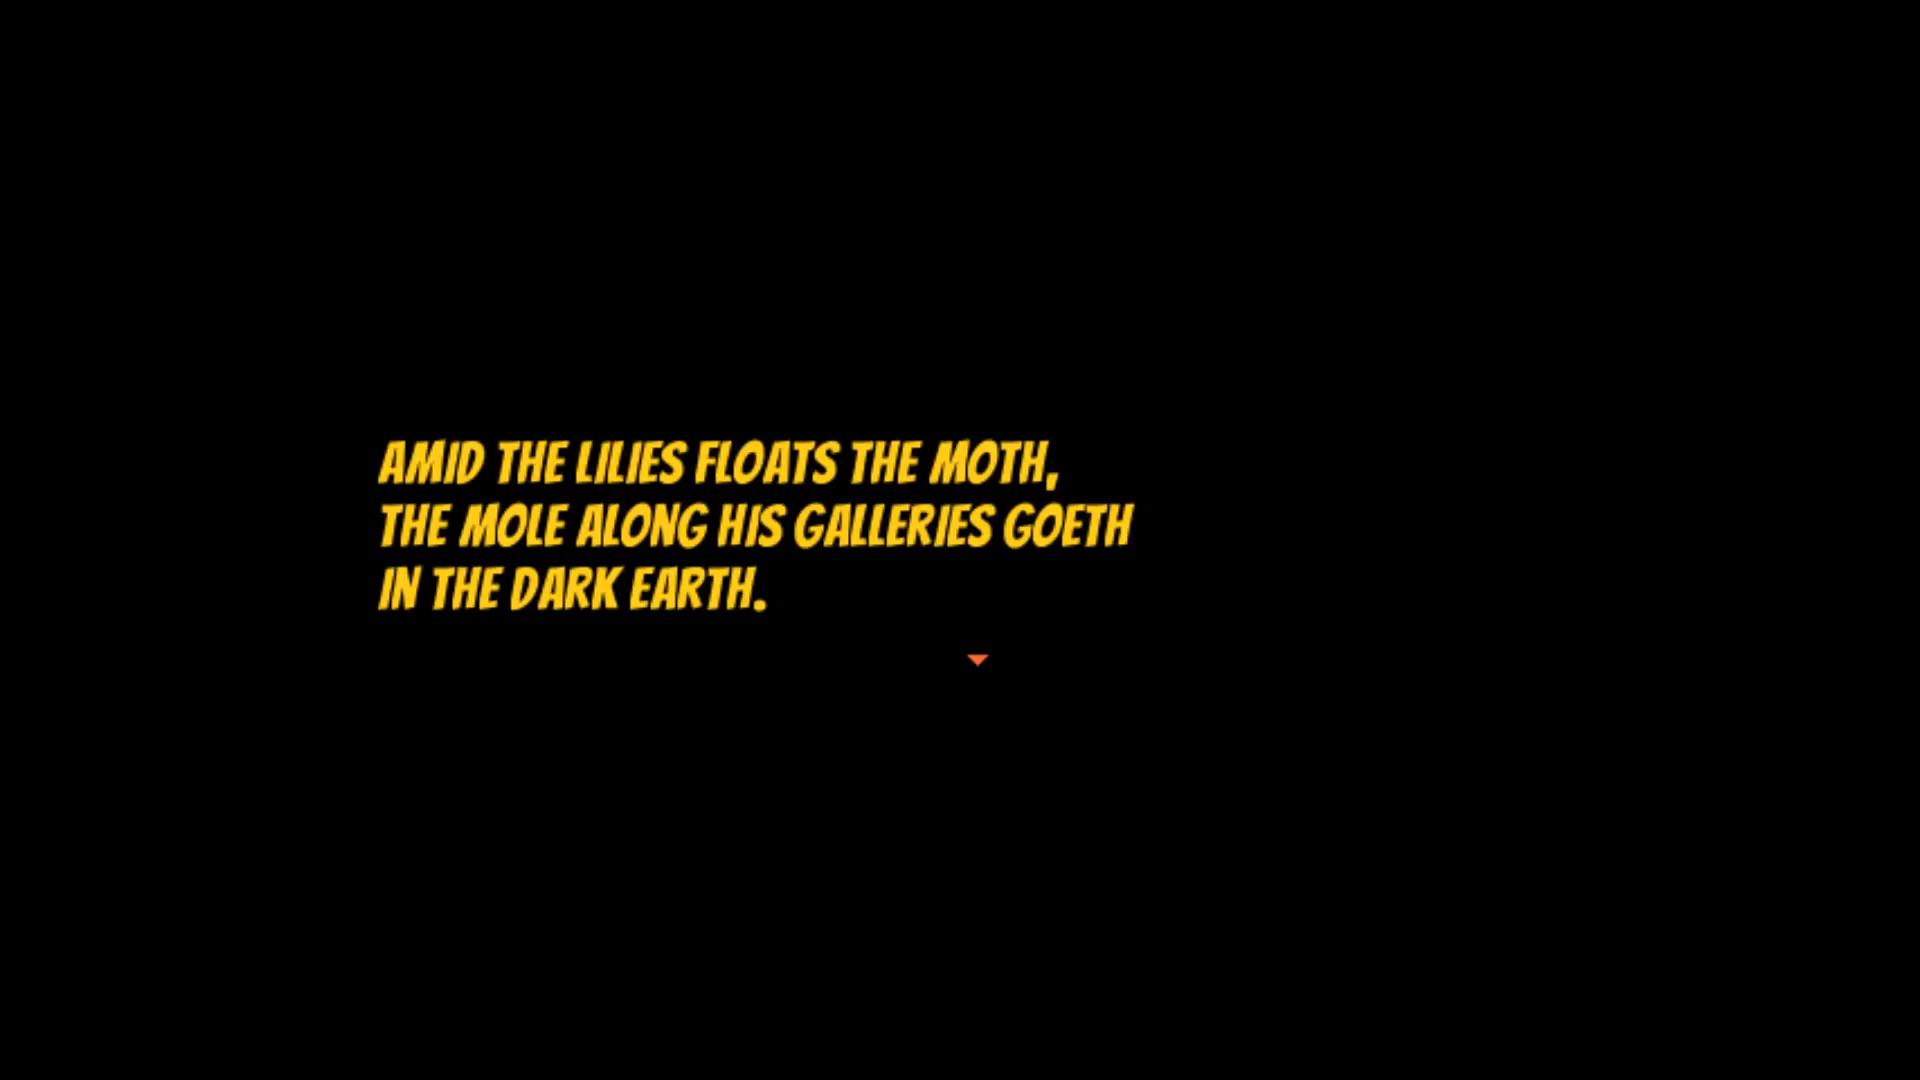 AMID THE LILIES FLOATS THE MOTH,
THE MOLE ALONG HIS GALLERIES GOETH
IN THE DARK EARTH.